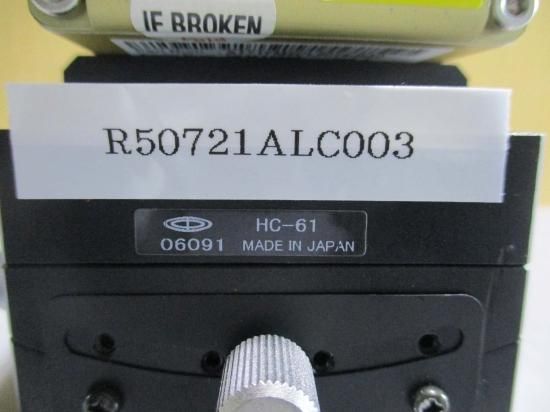 IF BROKEN
R50721ALC003
HC-61
06091 MADE IN JAPAN